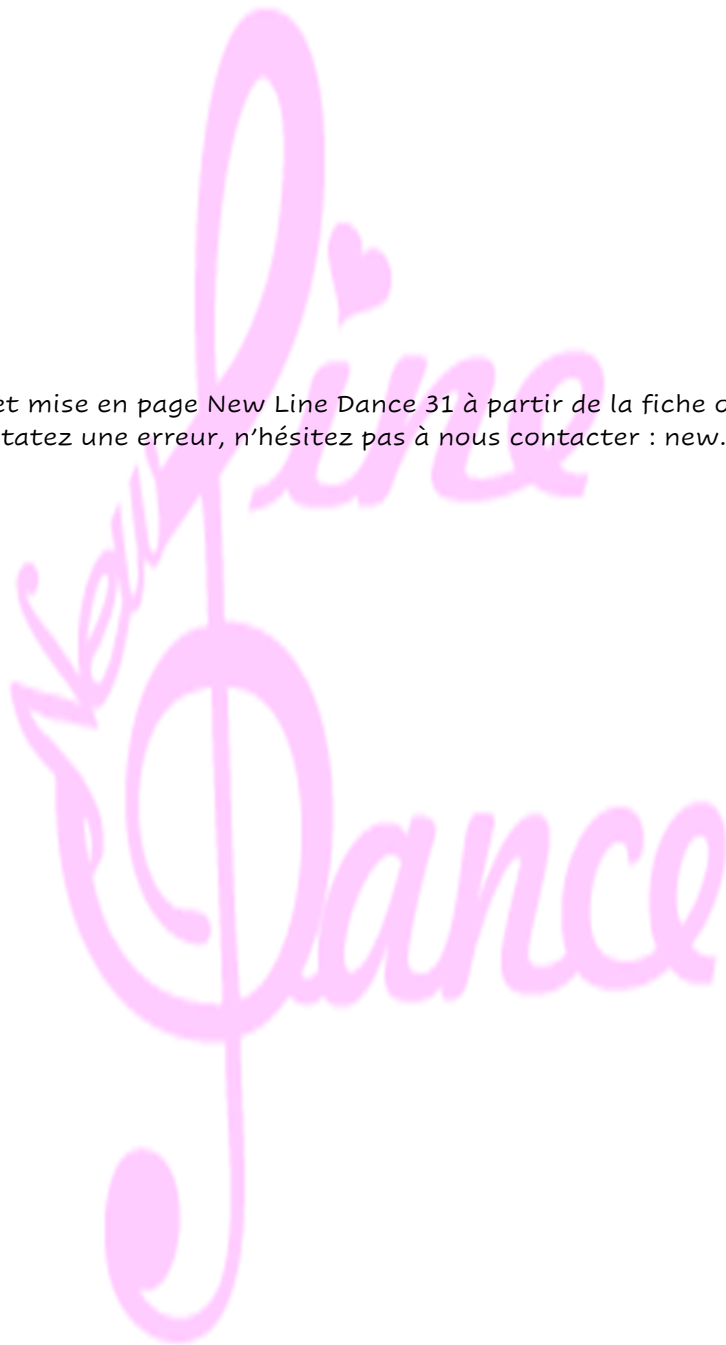 New
Line
et mise en page New Line Dance 31 à partir de la fiche
tatez une erreur, n'hésitez pas à nous contacter : new.
Dance